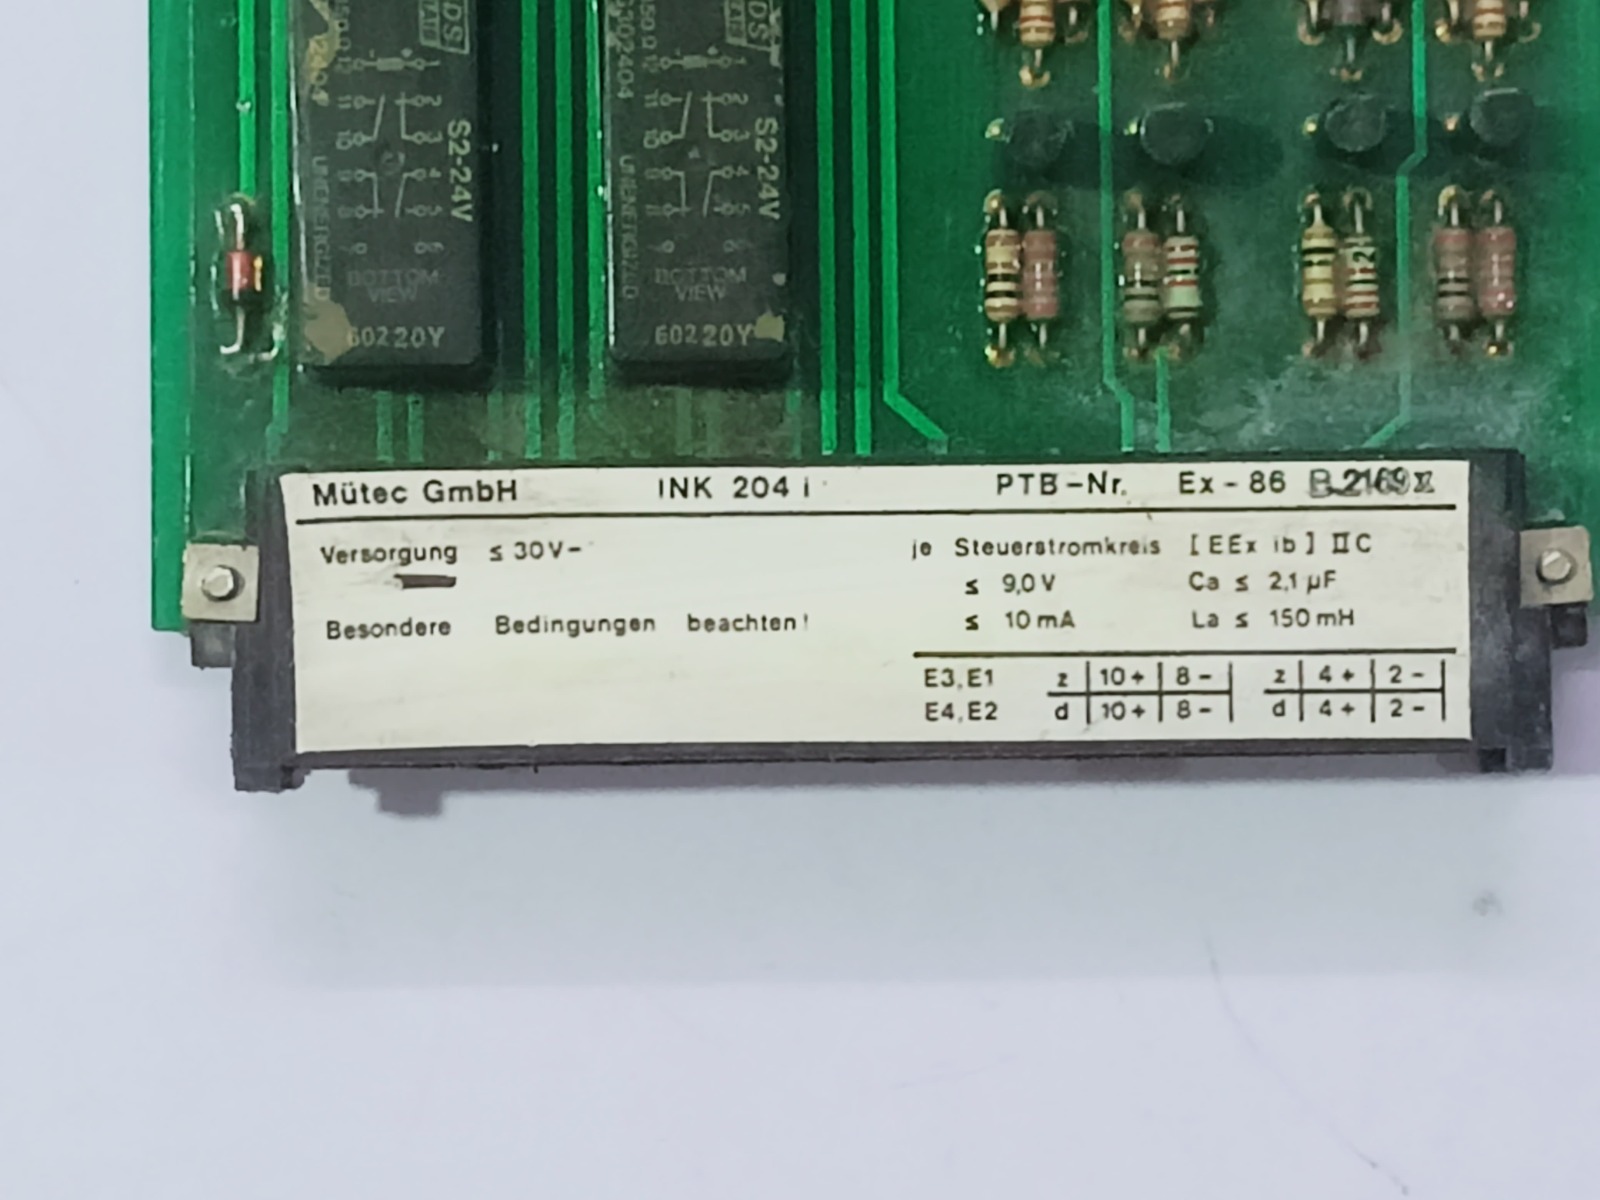 S2-24V
BOTTOM
VIEW
60220Y
S2-24V
BOTTOM
VIEW
60220Y
Mütec GmbH INK 204 i PTB-Nr. Ex-86 B 2169 X
Versorgung ≤ 30V-
je Steuerstromkreis [EEx ib] IIC
≤ 9,0 V Ca ≤ 2,1 µF
≤ 10 mA La ≤ 150 mH
Besondere Bedingungen beachten!
E3,E1 z 10+ 8- z 4+ 2-
E4,E2 d 10+ 8- d 4+ 2-